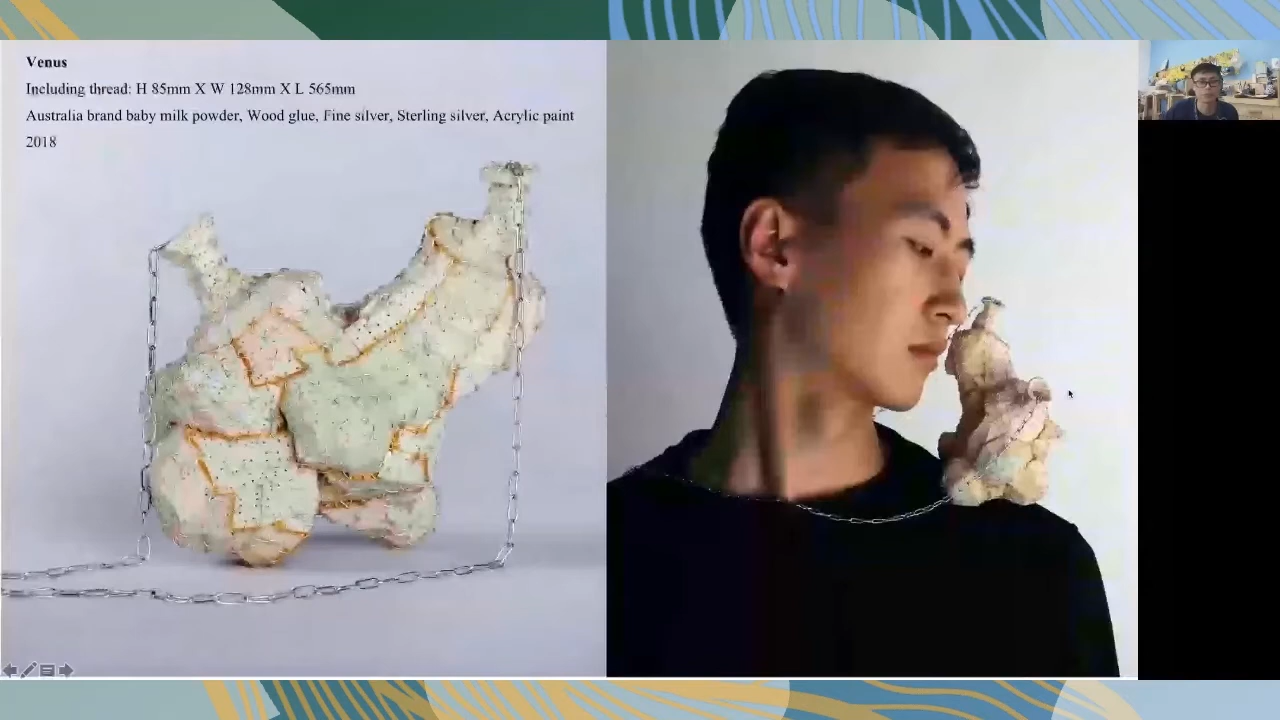 Venus
Including thread: H 85mm X W 128mm X L 565mm
Australia brand baby milk powder, Wood glue, Fine silver, Sterling silver, Acrylic paint
2018